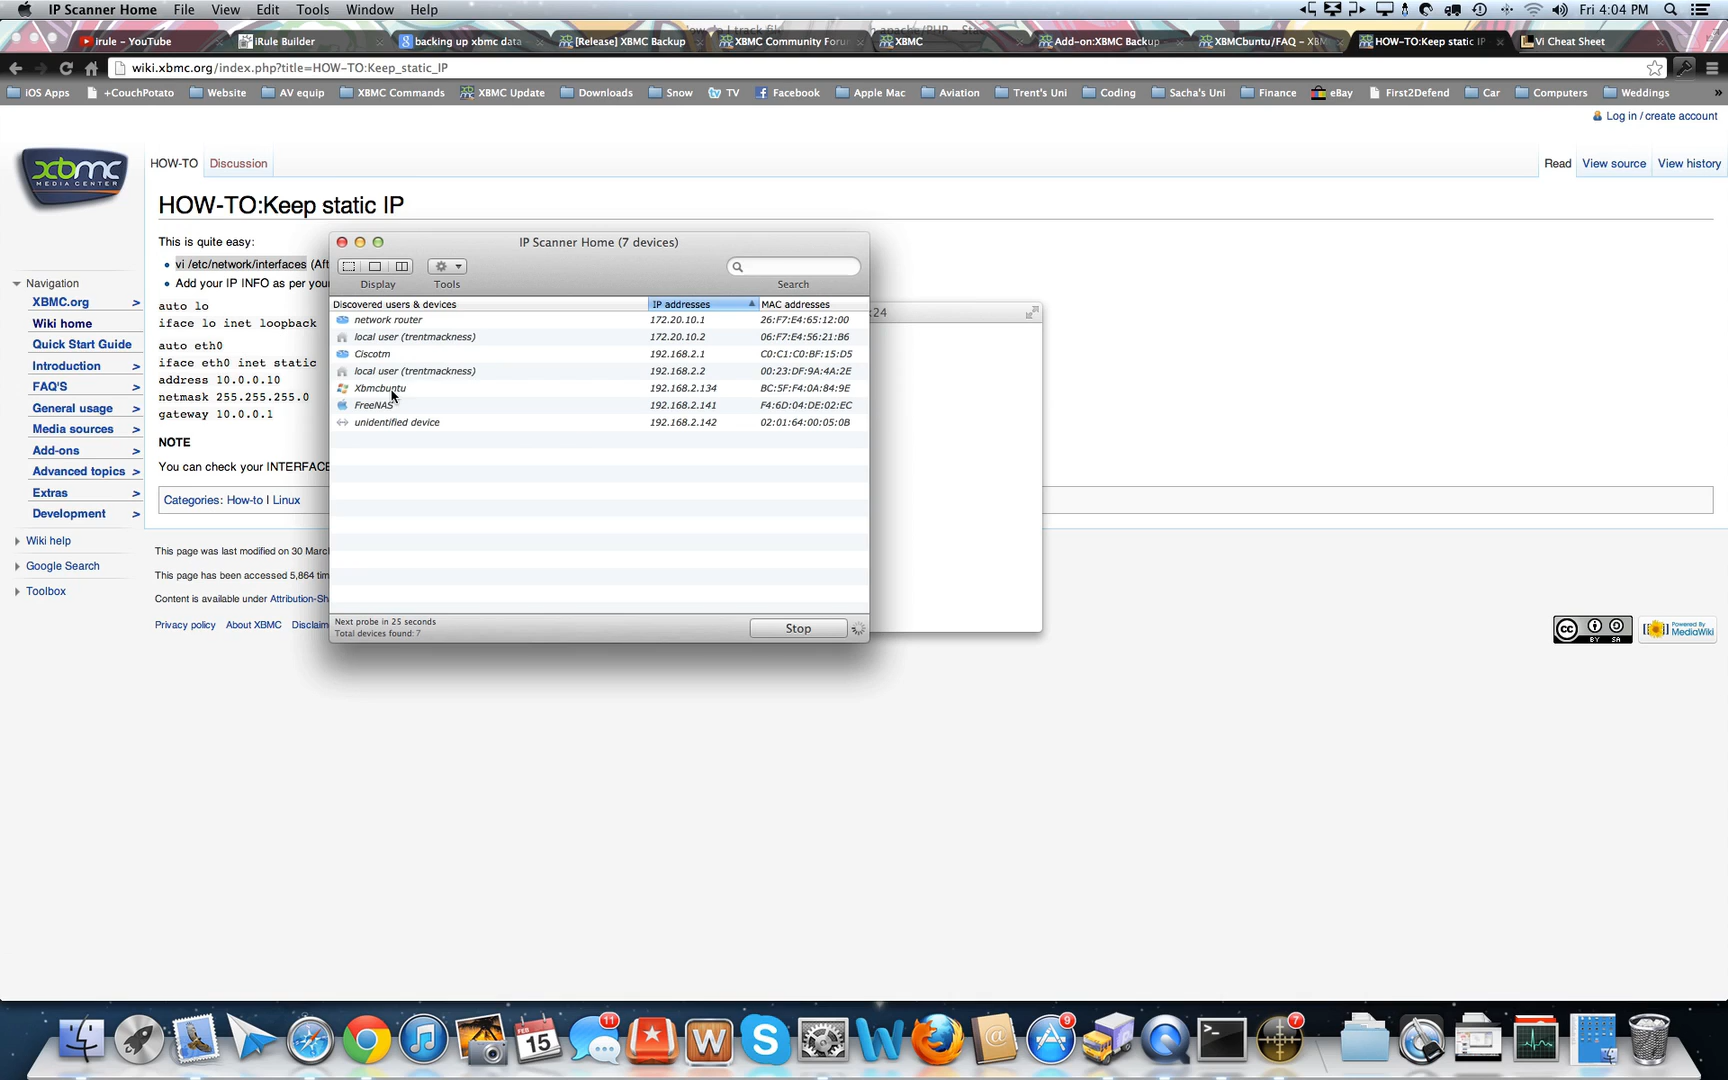 IP Scanner Home File View Edit Tools Window Help Fri 4:04 PM
irule – YouTube iRule Builder backing up xbmc data [Release] XBMC Backup XBMC Community Foru XBMC Add-on:XBMC Backup XBMCbuntu/FAQ – XBM HOW-TO:Keep static IP Vi Cheat Sheet
wiki.xbmc.org/index.php?title=HOW-TO:Keep_static_IP
iOS Apps +CouchPotato Website AV equip XBMC Commands XBMC Update Downloads Snow TV Facebook Apple Mac Aviation Trent's Uni Coding Sacha's Uni Finance eBay First2Defend Car Computers Weddings »
Log in / create account
xbmc
MEDIA CENTER
HOW-TO Discussion Read View source View history
HOW-TO:Keep static IP
This is quite easy:
vi /etc/network/interfaces (Aft
Add your IP INFO as per your
auto lo
iface lo inet loopback
auto eth0
iface eth0 inet static
address 10.0.0.10
netmask 255.255.255.0
gateway 10.0.0.1
NOTE
You can check your INTERFACE
Categories: How-to | Linux
This page was last modified on 30 March
This page has been accessed 5,864 tim
Content is available under Attribution-Sh
Privacy policy About XBMC Disclaim
Navigation
XBMC.org >
Wiki home
Quick Start Guide
Introduction >
FAQ'S >
General usage >
Media sources >
Add-ons >
Advanced topics >
Extras >
Development >
Wiki help
Google Search
Toolbox
IP Scanner Home (7 devices)
Display Tools Search
Discovered users & devices IP addresses MAC addresses
network router 172.20.10.1 26:F7:E4:65:12:00
local user (trentmackness) 172.20.10.2 06:F7:E4:56:21:B6
Ciscotm 192.168.2.1 C0:C1:C0:BF:15:D5
local user (trentmackness) 192.168.2.2 00:23:DF:9A:4A:2E
Xbmcbuntu 192.168.2.134 BC:5F:F4:0A:84:9E
FreeNAS 192.168.2.141 F4:6D:04:DE:02:EC
unidentified device 192.168.2.142 02:01:64:00:05:0B
Next probe in 25 seconds
Total devices found: 7
Stop
:24
cc BY SA
Powered By
MediaWiki
FEB
15
11
9
7